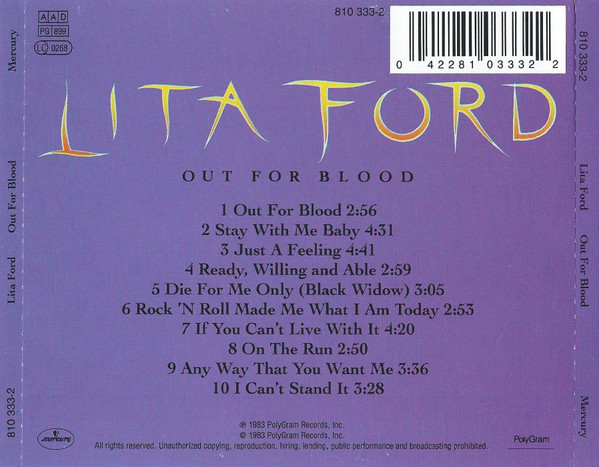 AAD
PG 899
LC 0268
810 333-2
0 42281 03332 2
LITA FORD
OUT FOR BLOOD
1 Out For Blood 2:56
2 Stay With Me Baby 4:31
3 Just A Feeling 4:41
4 Ready, Willing and Able 2:59
5 Die For Me Only (Black Widow) 3:05
6 Rock 'N Roll Made Me What I Am Today 2:53
7 If You Can't Live With It 4:20
8 On The Run 2:50
9 Any Way That You Want Me 3:36
10 I Can't Stand It 3:28
℗ 1983 PolyGram Records, Inc.
© 1983 PolyGram Records, Inc.
All rights reserved. Unauthorized copying, reproduction, hiring, lending, public performance and broadcasting prohibited.
mercury
PolyGram
810 333-2 Lita Ford Out For Blood Mercury
810 333-2 Lita Ford Out For Blood Mercury